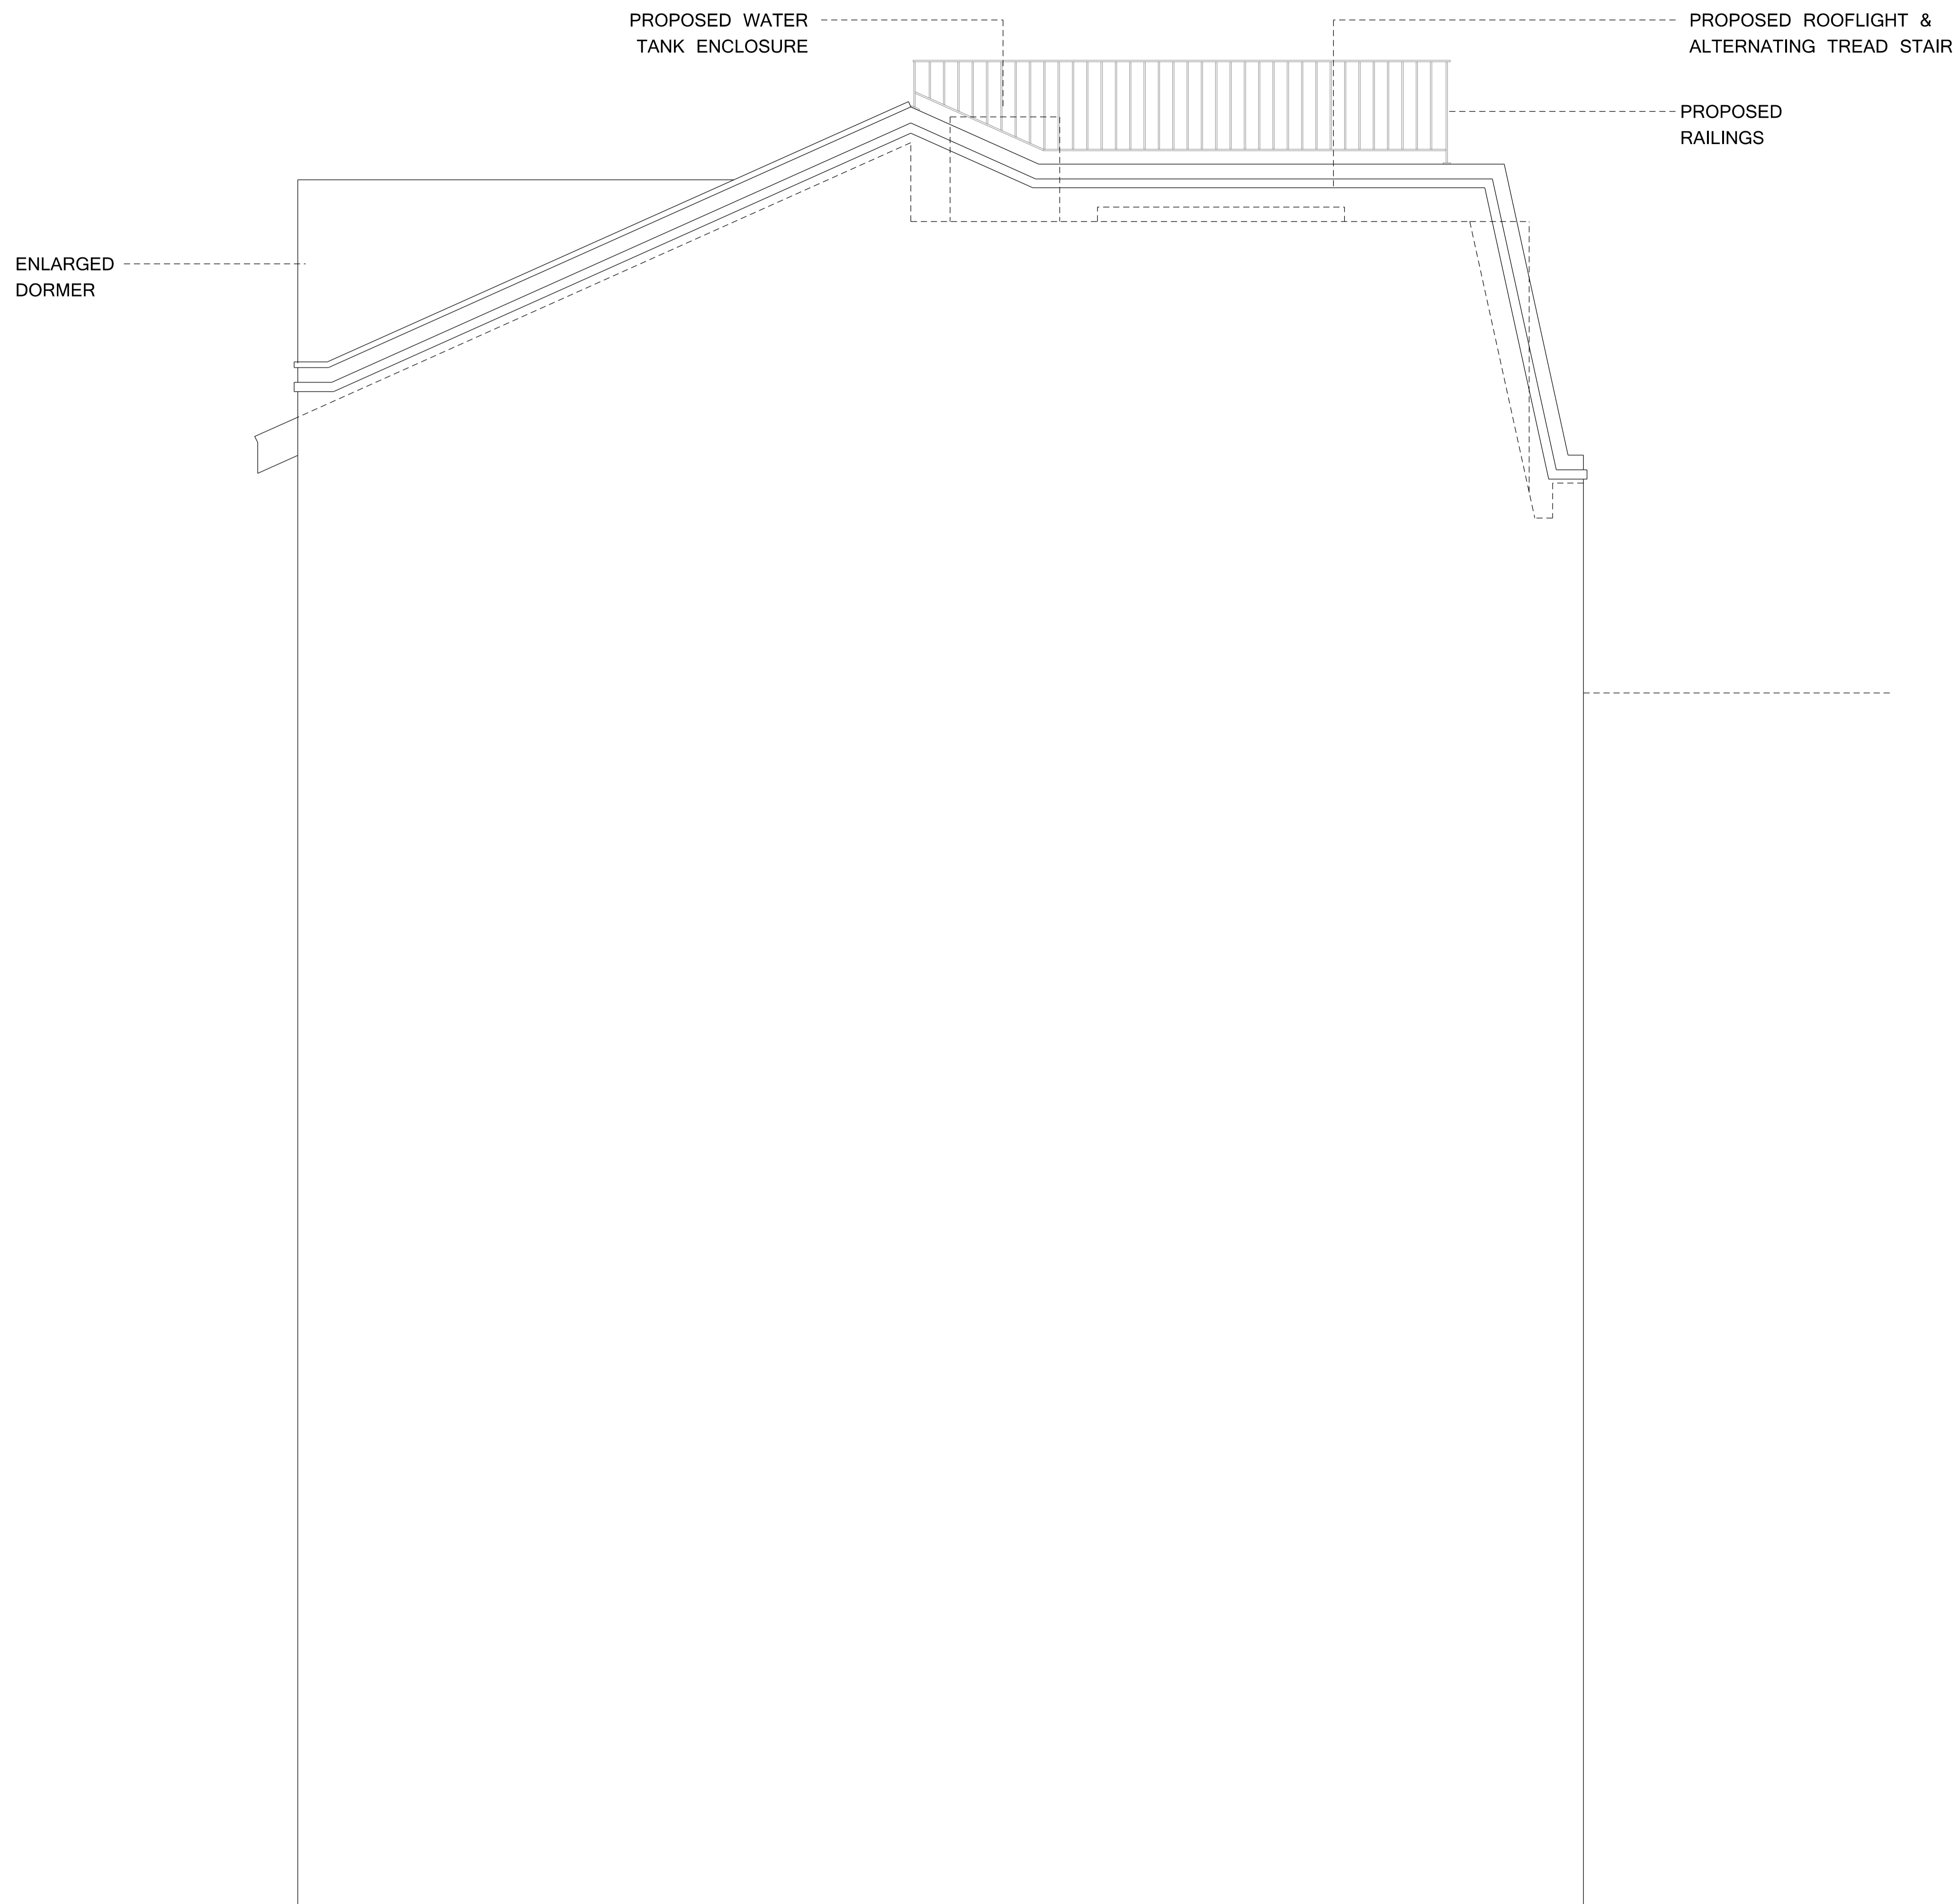 PROPOSED WATER
TANK ENCLOSURE
PROPOSED ROOFLIGHT &
ALTERNATING TREAD STAIR
PROPOSED
RAILINGS
ENLARGED
DORMER